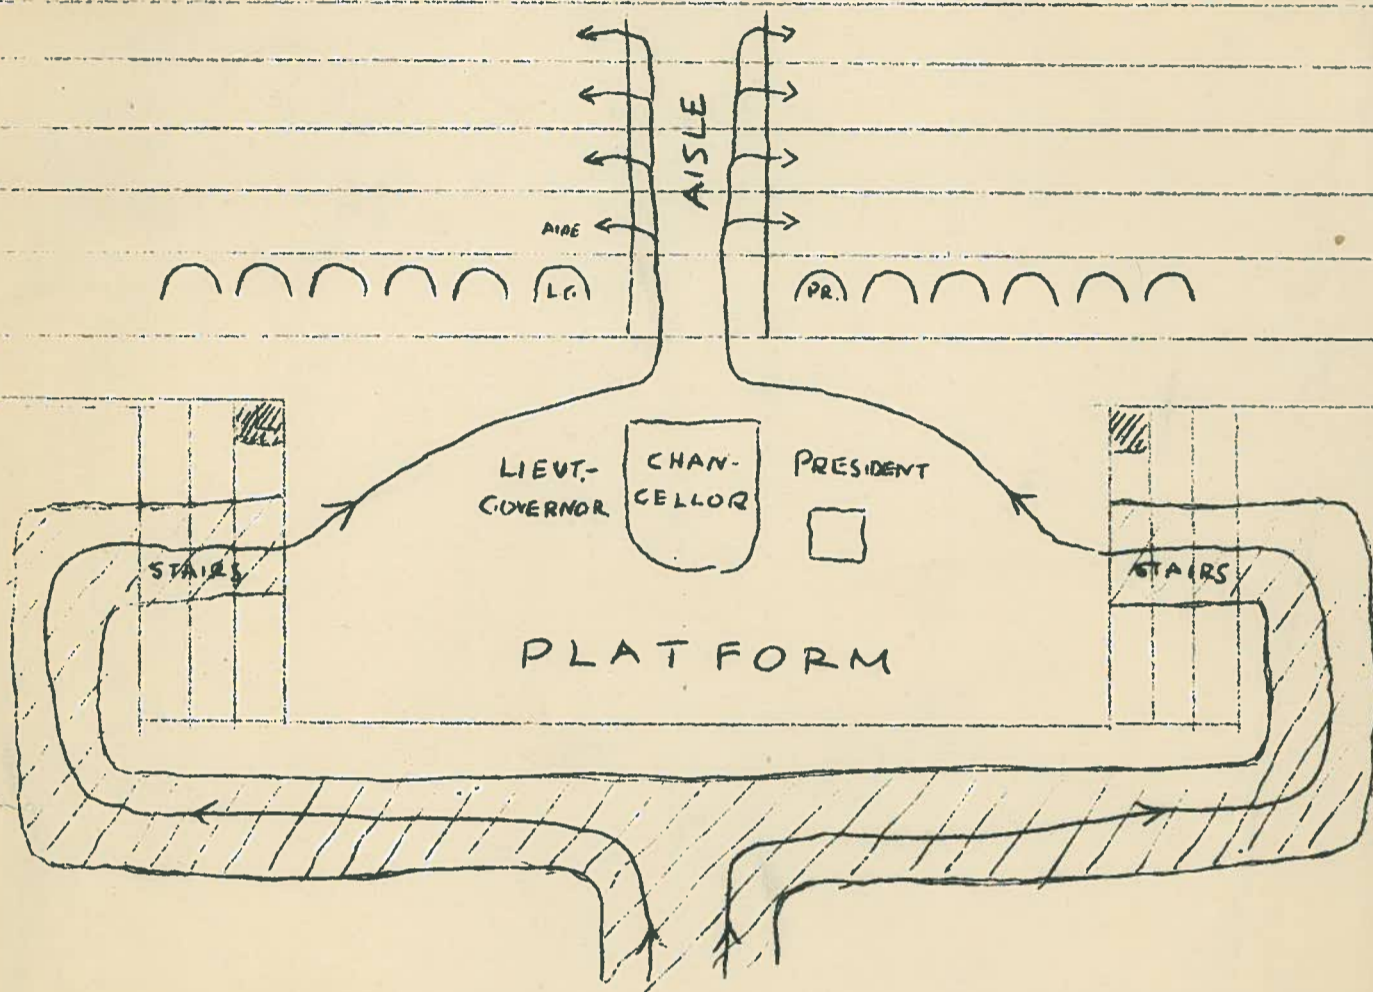 AISLE
AIDE
L.G.
PR.
LIEUT.-
GOVERNOR
CHAN-
CELLOR
PRESIDENT
STAIRS
STAIRS
PLATFORM